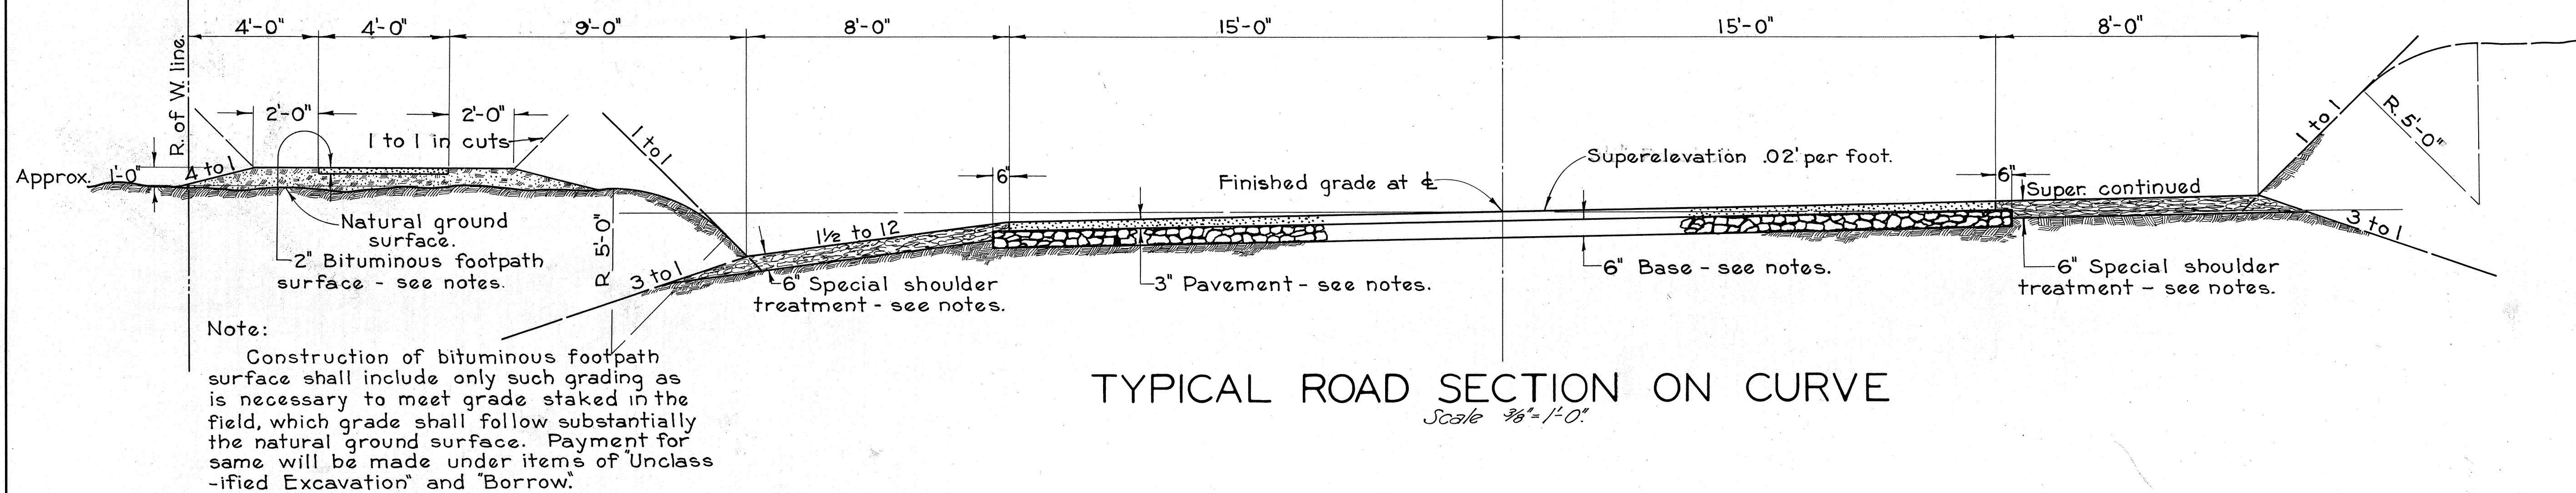 4'-0" 4'-0" 9'-0" 8'-0" 15'-0" 15'-0" 8'-0"
R. of W. line.
2'-0" 2'-0"
1 to 1 in cuts
1 to 1
Approx. 1'-0"
4 to 1
Natural ground
surface.
2" Bituminous footpath
surface - see notes.
R. 5'-0"
3 to 1
1½ to 12
6" Special shoulder
treatment - see notes.
6"
3" Pavement - see notes.
Finished grade at ℄
Superelevation .02' per foot.
6" Base - see notes.
6"
Super. continued
6" Special shoulder
treatment - see notes.
1 to 1
R. 5'-0"
3 to 1
Note:
Construction of bituminous footpath
surface shall include only such grading as
is necessary to meet grade staked in the
field, which grade shall follow substantially
the natural ground surface. Payment for
same will be made under items of "Unclass
-ified Excavation" and "Borrow."
TYPICAL ROAD SECTION ON CURVE
Scale 3/8" = 1'-0".